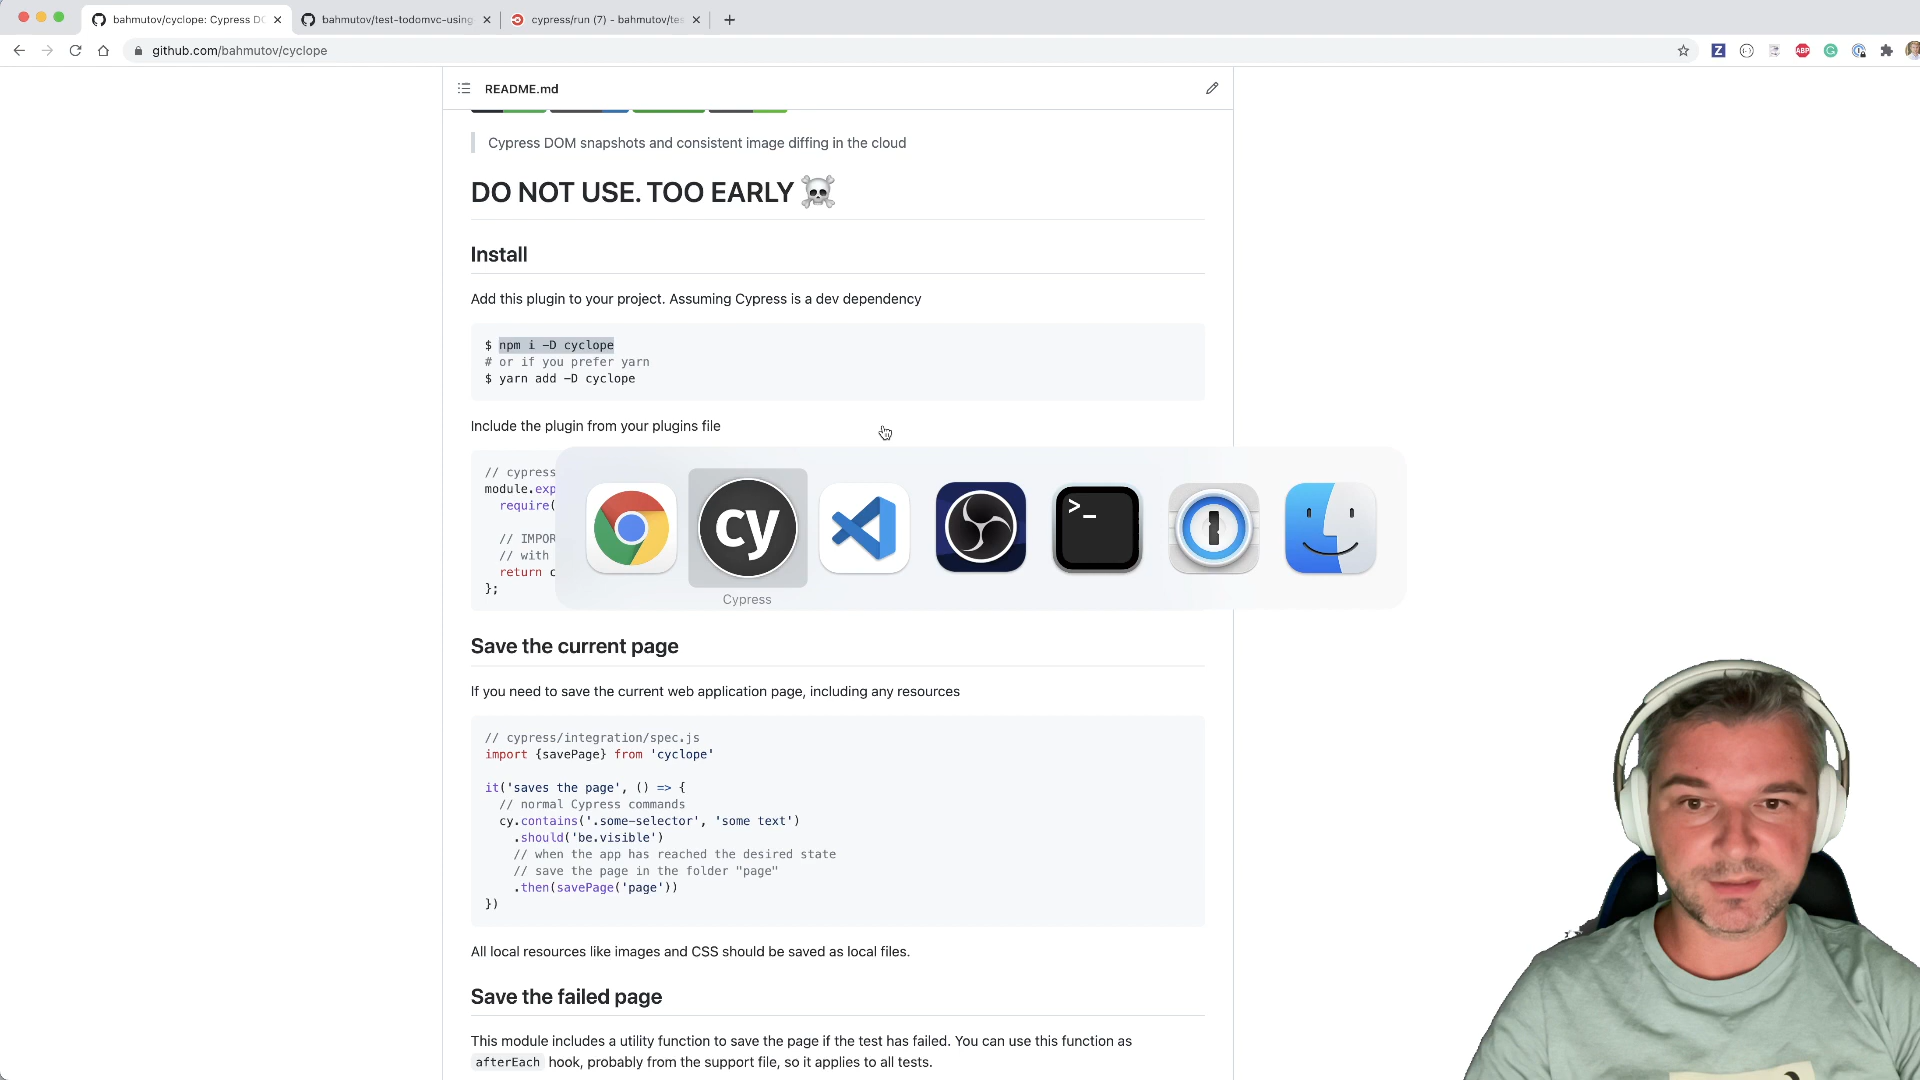 bahmutov/cyclope: Cypress DO
bahmutov/test-todomvc-using
cypress/run (7) - bahmutov/tes
github.com/bahmutov/cyclope
Z
ABP
README.md
Cypress DOM snapshots and consistent image diffing in the cloud
DO NOT USE. TOO EARLY ☠️
Install
Add this plugin to your project. Assuming Cypress is a dev dependency
$ npm i -D cyclope
# or if you prefer yarn
$ yarn add -D cyclope
Include the plugin from your plugins file
// cypress
module.exp
require(
// IMPOR
// with
return c
};
cy
>_
Cypress
Save the current page
If you need to save the current web application page, including any resources
// cypress/integration/spec.js
import {savePage} from 'cyclope'
it('saves the page', () => {
// normal Cypress commands
cy.contains('.some-selector', 'some text')
.should('be.visible')
// when the app has reached the desired state
// save the page in the folder "page"
.then(savePage('page'))
})
All local resources like images and CSS should be saved as local files.
Save the failed page
This module includes a utility function to save the page if the test has failed. You can use this function as
afterEach hook, probably from the support file, so it applies to all tests.